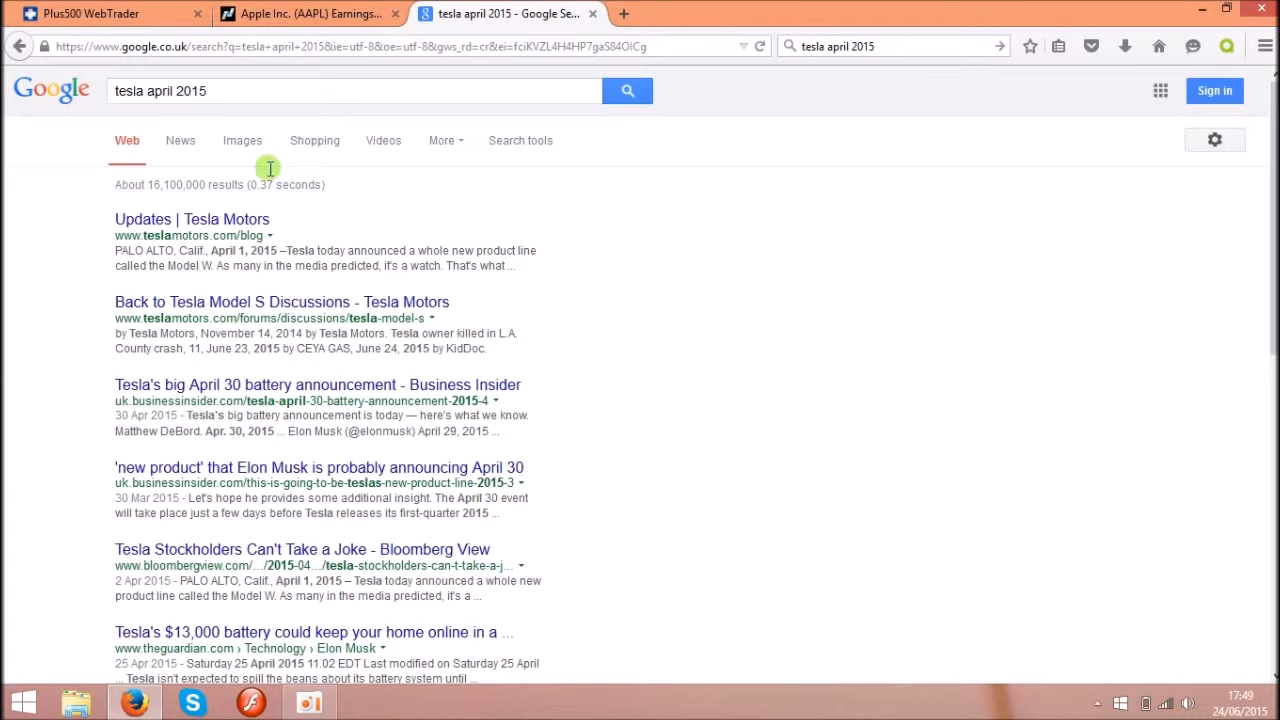 Plus500 WebTrader
Apple Inc. (AAPL) Earnings...
tesla april 2015 - Google Se...
https://www.google.co.uk/search?q=tesla+april+2015&ie=utf-8&oe=utf-8&gws_rd=cr&ei=fciKVZL4HMHP7gaS84OICg
tesla april 2015
Google
tesla april 2015
Sign in
Web
News
Images
Shopping
Videos
More
Search tools
About 16,100,000 results (0.37 seconds)
Updates | Tesla Motors
www.teslamotors.com/blog
PALO ALTO, Calif., April 1, 2015 –Tesla today announced a whole new product line
called the Model W. As many in the media predicted, it's a watch. That's what ...
Back to Tesla Model S Discussions - Tesla Motors
www.teslamotors.com/forums/discussions/tesla-model-s
by Tesla Motors, November 14, 2014 by Tesla Motors. Tesla owner killed in L.A.
County crash, 11, June 23, 2015 by CEYA GAS, June 24, 2015 by KidDoc.
Tesla's big April 30 battery announcement - Business Insider
uk.businessinsider.com/tesla-april-30-battery-announcement-2015-4
30 Apr 2015 - Tesla's big battery announcement is today — here's what we know.
Matthew DeBord. Apr. 30, 2015 ... Elon Musk (@elonmusk) April 29, 2015 ...
'new product' that Elon Musk is probably announcing April 30
uk.businessinsider.com/this-is-going-to-be-teslas-new-product-line-2015-3
30 Mar 2015 - Let's hope he provides some additional insight. The April 30 event
will take place just a few days before Tesla releases its first-quarter 2015 ...
Tesla Stockholders Can't Take a Joke - Bloomberg View
www.bloombergview.com/.../2015-04.../tesla-stockholders-can-t-take-a-j...
2 Apr 2015 - PALO ALTO, Calif., April 1, 2015 – Tesla today announced a whole new
product line called the Model W. As many in the media predicted, it's a ...
Tesla's $13,000 battery could keep your home online in a ...
www.theguardian.com › Technology › Elon Musk
25 Apr 2015 - Saturday 25 April 2015 11.02 EDT Last modified on Saturday 25 April
... Tesla isn't expected to spill the beans about its battery system until ...
17:49
24/06/2015